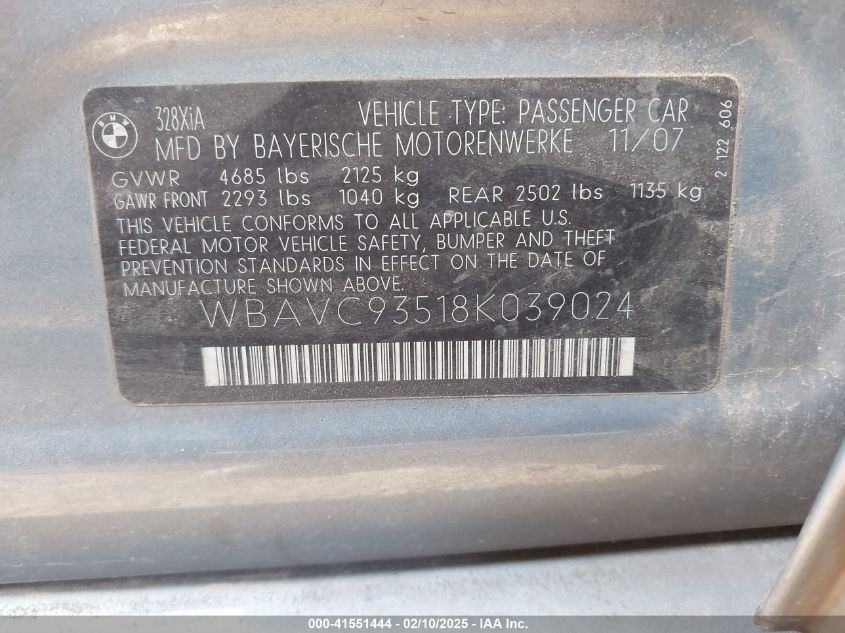 BMW
328XiA VEHICLE TYPE: PASSENGER CAR
MFD BY BAYERISCHE MOTORENWERKE 11/07
GVWR 4685 lbs 2125 kg
GAWR FRONT 2293 lbs 1040 kg REAR 2502 lbs 1135 kg
THIS VEHICLE CONFORMS TO ALL APPLICABLE U.S.
FEDERAL MOTOR VEHICLE SAFETY, BUMPER AND THEFT
PREVENTION STANDARDS IN EFFECT ON THE DATE OF
MANUFACTURE SHOWN ABOVE.
WBAVC93518K039024
2 122 606
000-41551444 - 02/10/2025 - IAA Inc.